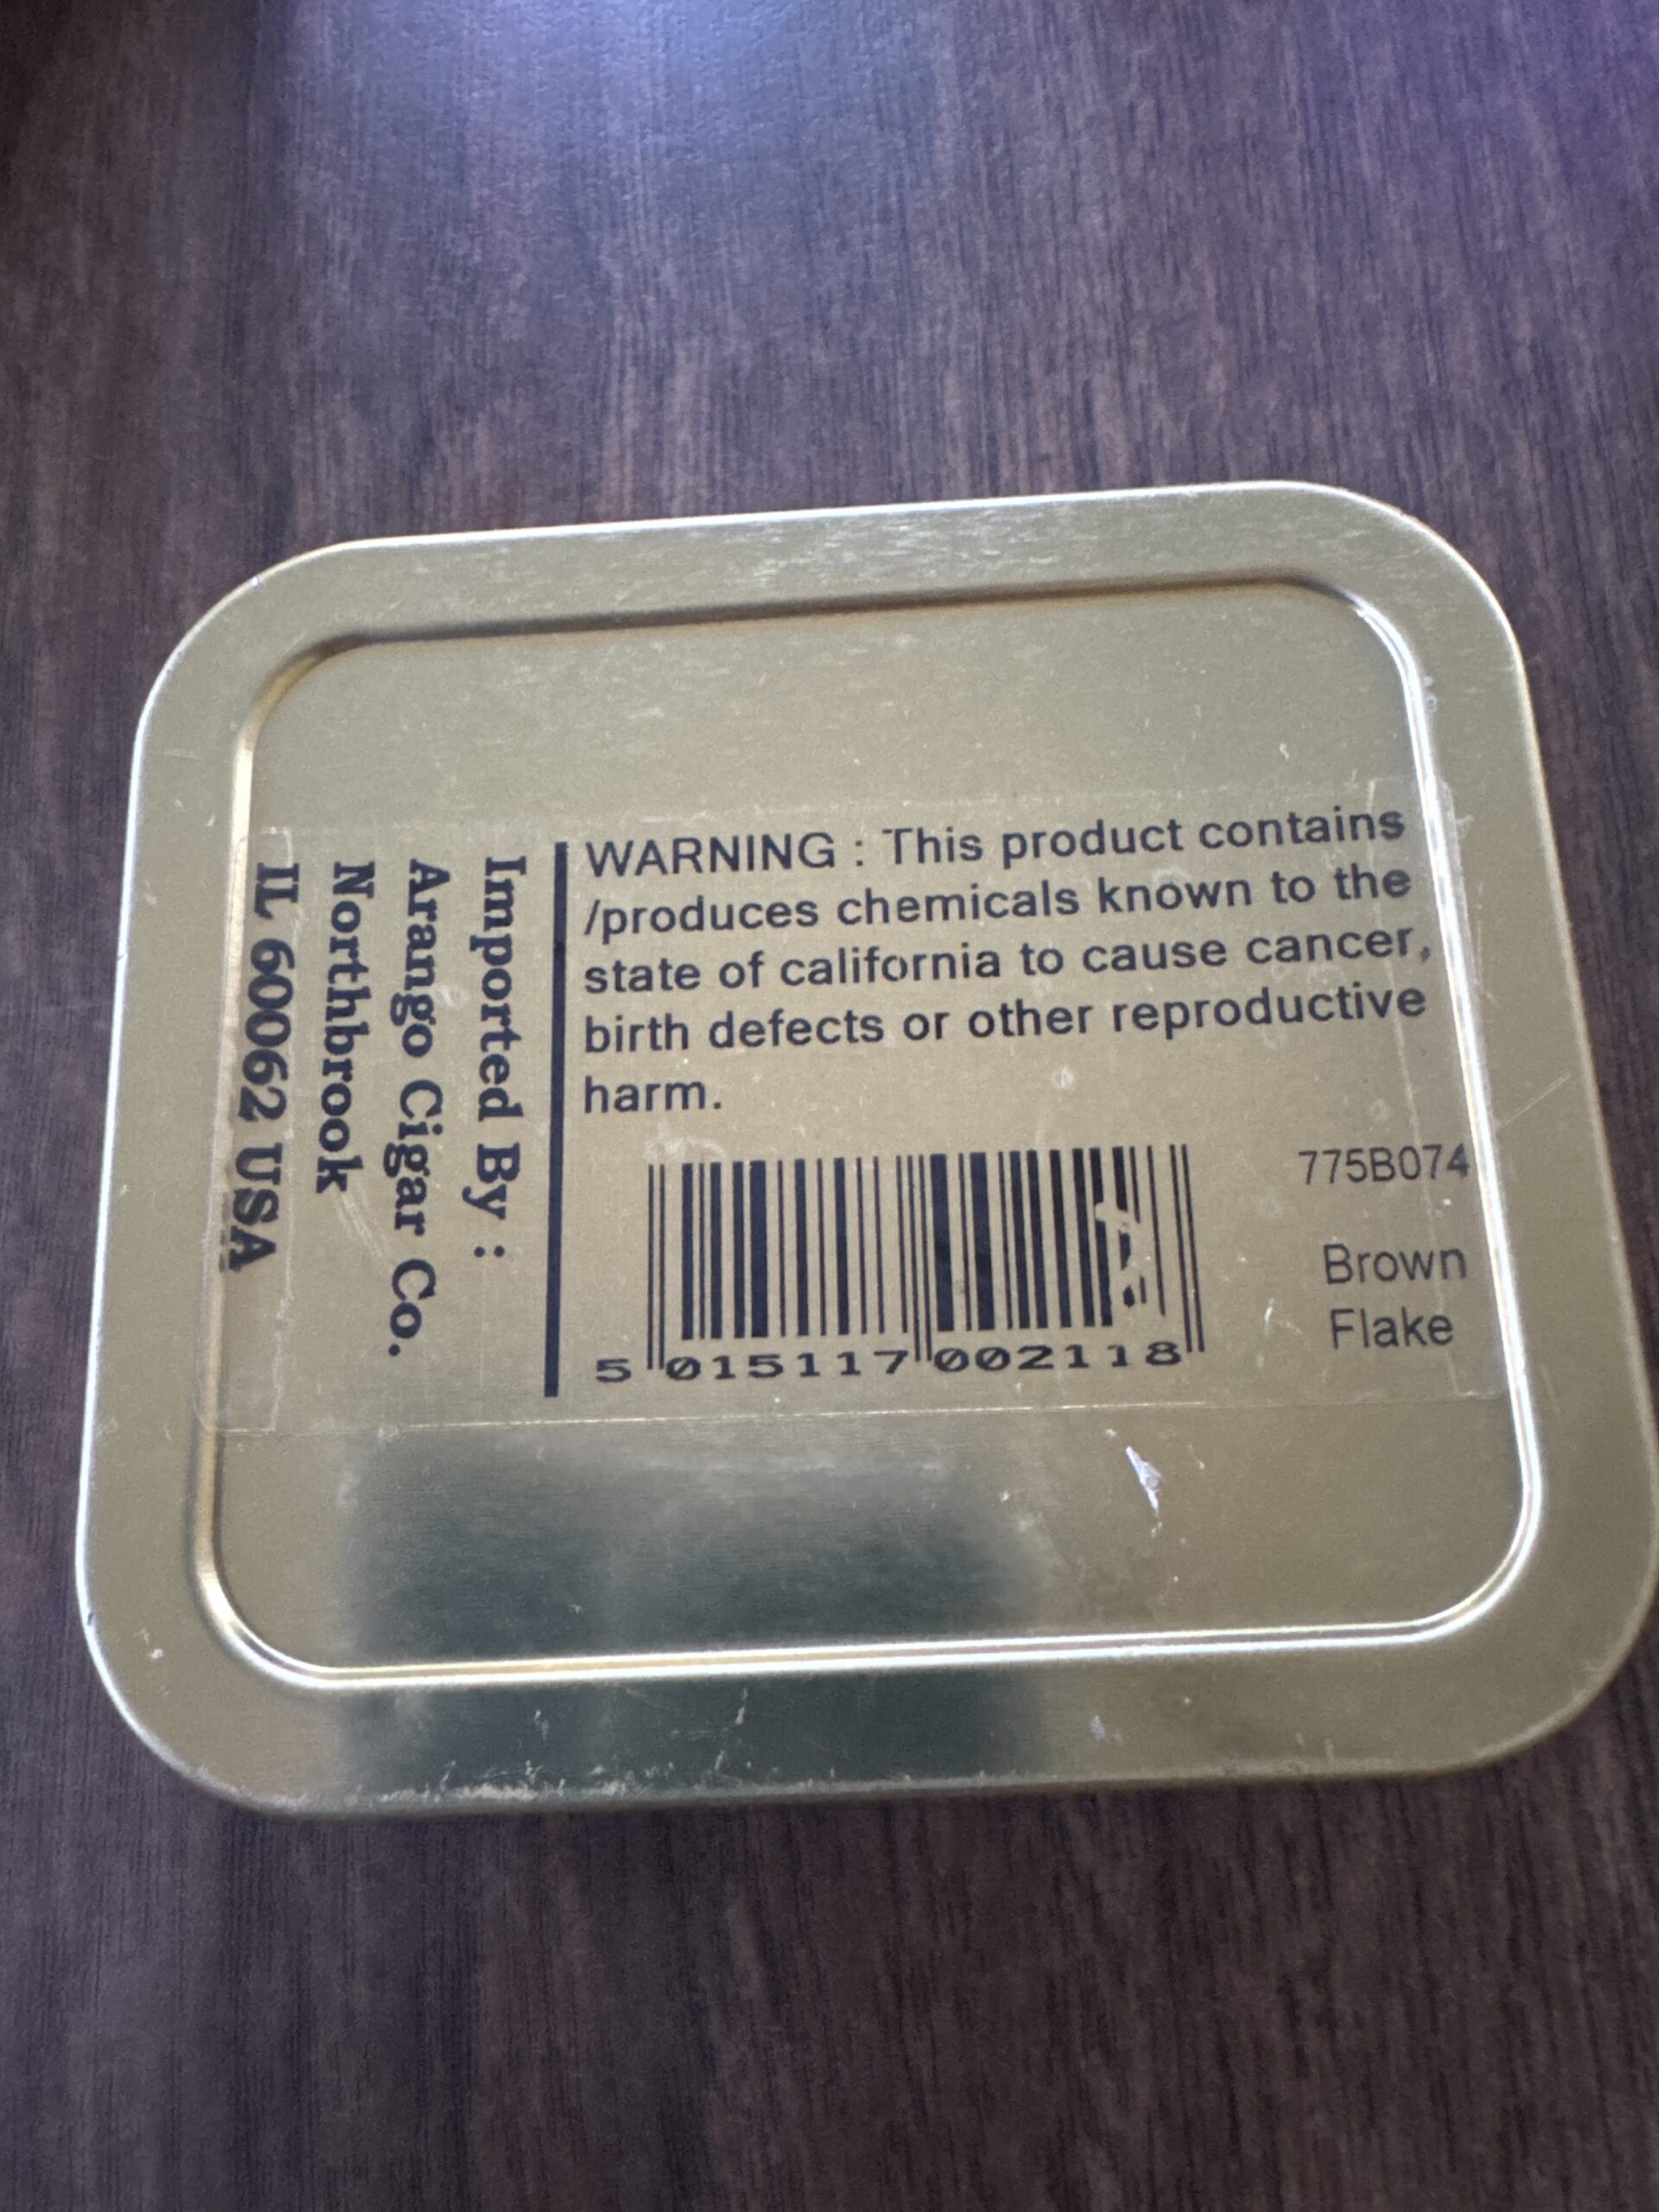 WARNING : This product contains
/produces chemicals known to the
state of california to cause cancer,
birth defects or other reproductive
harm.
775B074
Brown
Flake
5 015117 002118
Imported By :
Arango Cigar Co.
Northbrook
IL 60062 USA